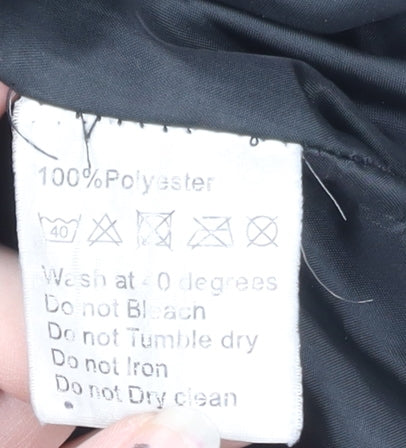 100%Polyester
40
Wash at 40 degrees
Do not Bleach
Do not Tumble dry
Do not Iron
Do not Dry clean